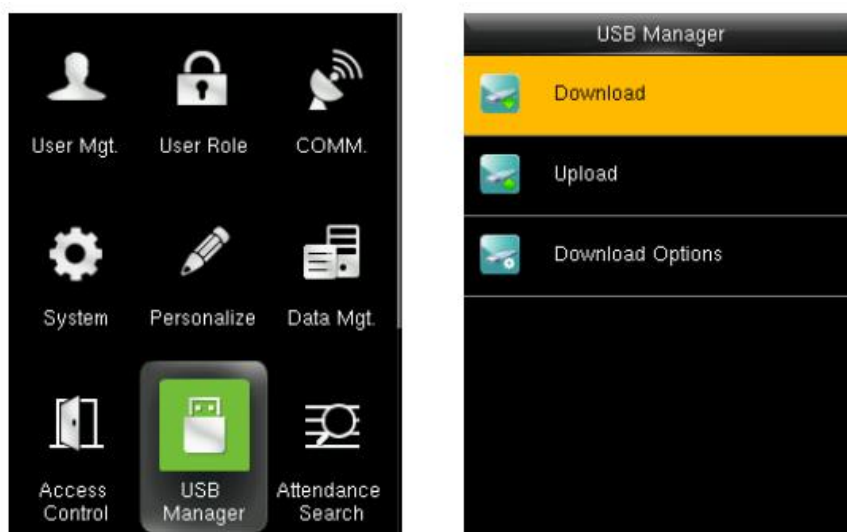 User Mgt.
User Role
COMM.
System
Personalize
Data Mgt.
Access
Control
USB
Manager
Attendance
Search
USB Manager
Download
Upload
Download Options